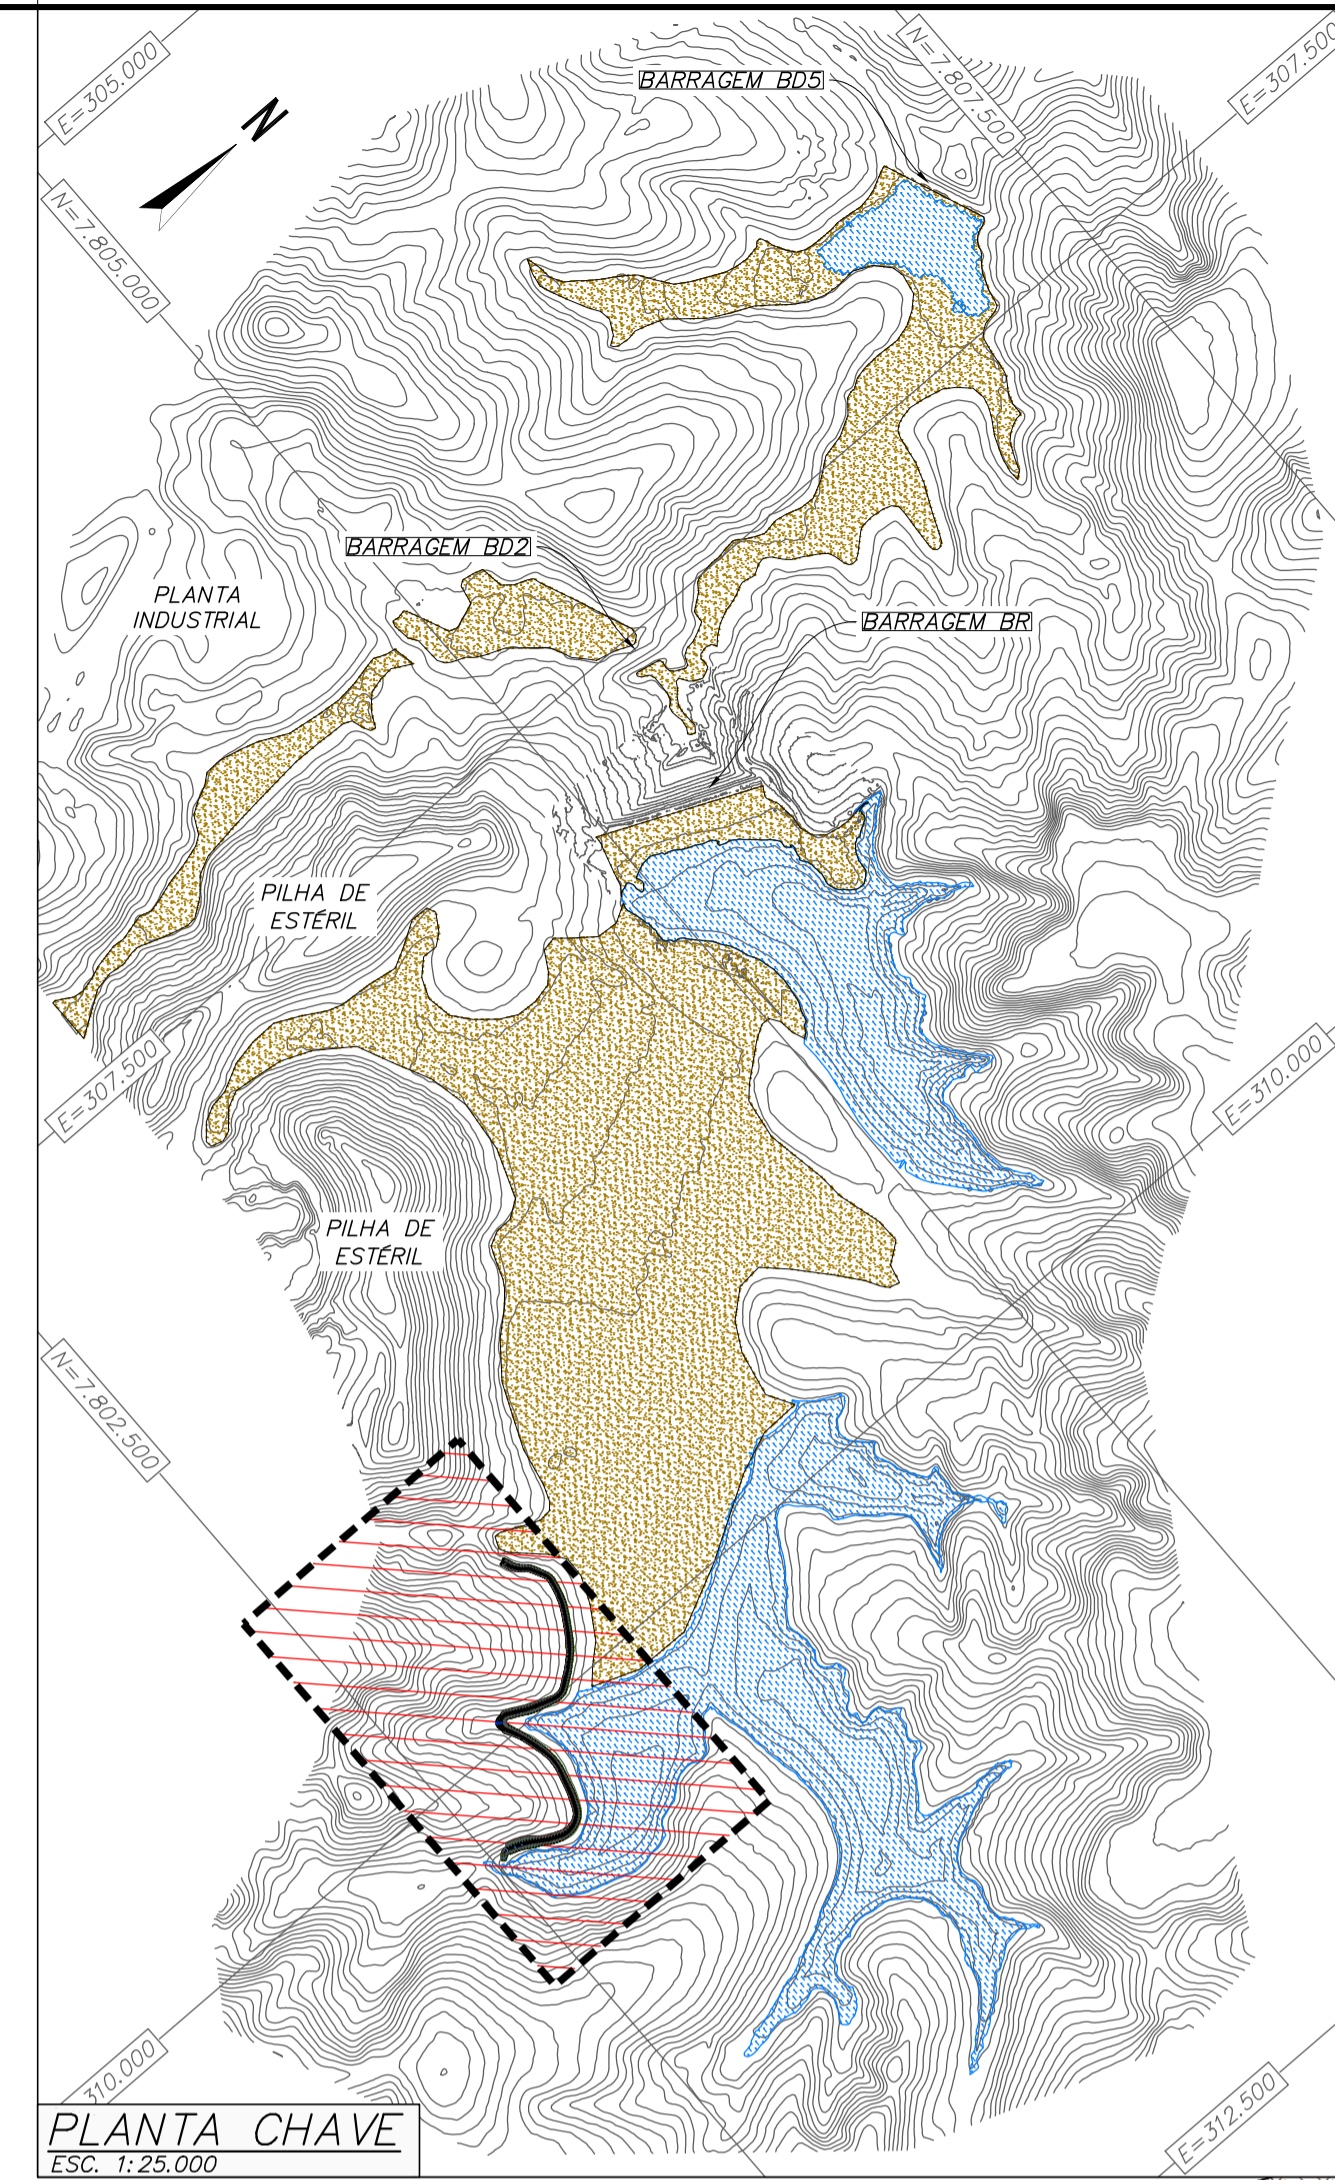 E=305.000
BARRAGEM BD5
N=7.807.500
E=307.500
N
N=7.805.000
BARRAGEM BD2
PLANTA
INDUSTRIAL
BARRAGEM BR
PILHA DE
ESTÉRIL
E=307.500
E=310.000
PILHA DE
ESTÉRIL
N=7.802.500
310.000
E=312.500
PLANTA CHAVE
ESC. 1:25.000